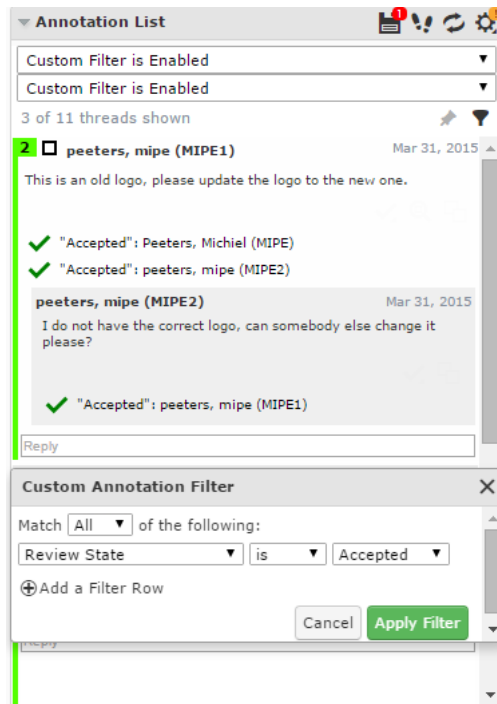 Annotation List
1
Custom Filter is Enabled
Custom Filter is Enabled
3 of 11 threads shown
2 peeters, mipe (MIPE1) Mar 31, 2015
This is an old logo, please update the logo to the new one.
"Accepted": Peeters, Michiel (MIPE)
"Accepted": peeters, mipe (MIPE2)
peeters, mipe (MIPE2) Mar 31, 2015
I do not have the correct logo, can somebody else change it
please?
"Accepted": peeters, mipe (MIPE1)
Reply
Custom Annotation Filter
Match All of the following:
Review State is Accepted
Add a Filter Row
Cancel Apply Filter
Reply